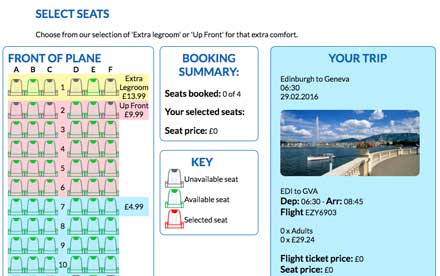 SELECT SEATS
Choose from our selection of 'Extra legroom' or 'Up Front' for that extra comfort.
FRONT OF PLANE
A B C D E F
1 Extra Legroom £13.99
2 Up Front £9.99
3
4
5
6
7 £4.99
8
9
10
BOOKING SUMMARY:
Seats booked: 0 of 4
Your selected seats:
Seat price: £0
KEY
Unavailable seat
Available seat
Selected seat
YOUR TRIP
Edinburgh to Geneva
06:30
29.02.2016
EDI to GVA
Dep: 06:30 - Arr: 08:45
Flight EZY6903
0 x Adults
0 x £29.24
Flight ticket price: £0
Seat price: £0